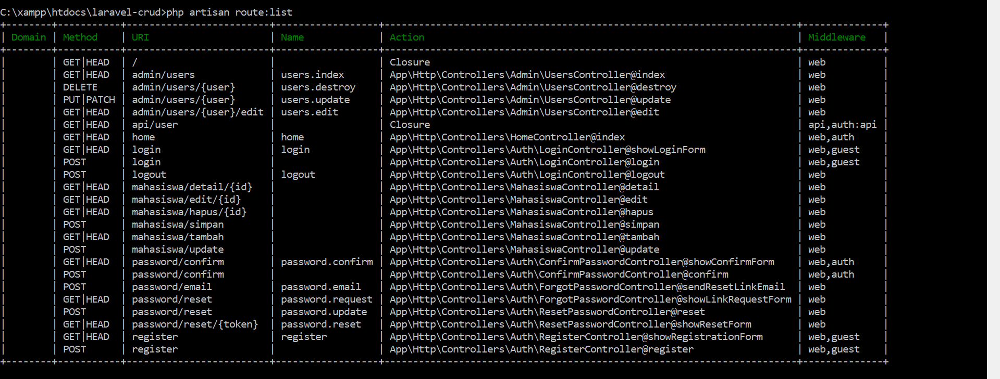 C:\xampp\htdocs\laravel-crud>php artisan route:list
+--------+-----------+--------------------------+------------------+------------------------------------------------------------------------+--------------+
| Domain | Method    | URI                      | Name             | Action                                                                 | Middleware   |
+--------+-----------+--------------------------+------------------+------------------------------------------------------------------------+--------------+
|        | GET|HEAD  | /                        |                  | Closure                                                                | web          |
|        | GET|HEAD  | admin/users              | users.index      | App\Http\Controllers\Admin\UsersController@index                       | web          |
|        | DELETE    | admin/users/{user}       | users.destroy    | App\Http\Controllers\Admin\UsersController@destroy                     | web          |
|        | PUT|PATCH | admin/users/{user}       | users.update     | App\Http\Controllers\Admin\UsersController@update                      | web          |
|        | GET|HEAD  | admin/users/{user}/edit  | users.edit       | App\Http\Controllers\Admin\UsersController@edit                        | web          |
|        | GET|HEAD  | api/user                 |                  | Closure                                                                | api,auth:api |
|        | GET|HEAD  | home                     | home             | App\Http\Controllers\HomeController@index                              | web,auth     |
|        | GET|HEAD  | login                    | login            | App\Http\Controllers\Auth\LoginController@showLoginForm                | web,guest    |
|        | POST      | login                    |                  | App\Http\Controllers\Auth\LoginController@login                        | web,guest    |
|        | POST      | logout                   | logout           | App\Http\Controllers\Auth\LoginController@logout                       | web          |
|        | GET|HEAD  | mahasiswa/detail/{id}    |                  | App\Http\Controllers\MahasiswaController@detail                        | web          |
|        | GET|HEAD  | mahasiswa/edit/{id}      |                  | App\Http\Controllers\MahasiswaController@edit                          | web          |
|        | GET|HEAD  | mahasiswa/hapus/{id}     |                  | App\Http\Controllers\MahasiswaController@hapus                         | web          |
|        | POST      | mahasiswa/simpan         |                  | App\Http\Controllers\MahasiswaController@simpan                        | web          |
|        | GET|HEAD  | mahasiswa/tambah         |                  | App\Http\Controllers\MahasiswaController@tambah                        | web          |
|        | POST      | mahasiswa/update         |                  | App\Http\Controllers\MahasiswaController@update                        | web          |
|        | GET|HEAD  | password/confirm         | password.confirm | App\Http\Controllers\Auth\ConfirmPasswordController@showConfirmForm    | web,auth     |
|        | POST      | password/confirm         |                  | App\Http\Controllers\Auth\ConfirmPasswordController@confirm            | web,auth     |
|        | POST      | password/email           | password.email   | App\Http\Controllers\Auth\ForgotPasswordController@sendResetLinkEmail  | web          |
|        | GET|HEAD  | password/reset           | password.request | App\Http\Controllers\Auth\ForgotPasswordController@showLinkRequestForm | web          |
|        | POST      | password/reset           | password.update  | App\Http\Controllers\Auth\ResetPasswordController@reset                | web          |
|        | GET|HEAD  | password/reset/{token}   | password.reset   | App\Http\Controllers\Auth\ResetPasswordController@showResetForm        | web          |
|        | GET|HEAD  | register                 | register         | App\Http\Controllers\Auth\RegisterController@showRegistrationForm      | web,guest    |
|        | POST      | register                 |                  | App\Http\Controllers\Auth\RegisterController@register                  | web,guest    |
+--------+-----------+--------------------------+------------------+------------------------------------------------------------------------+--------------+